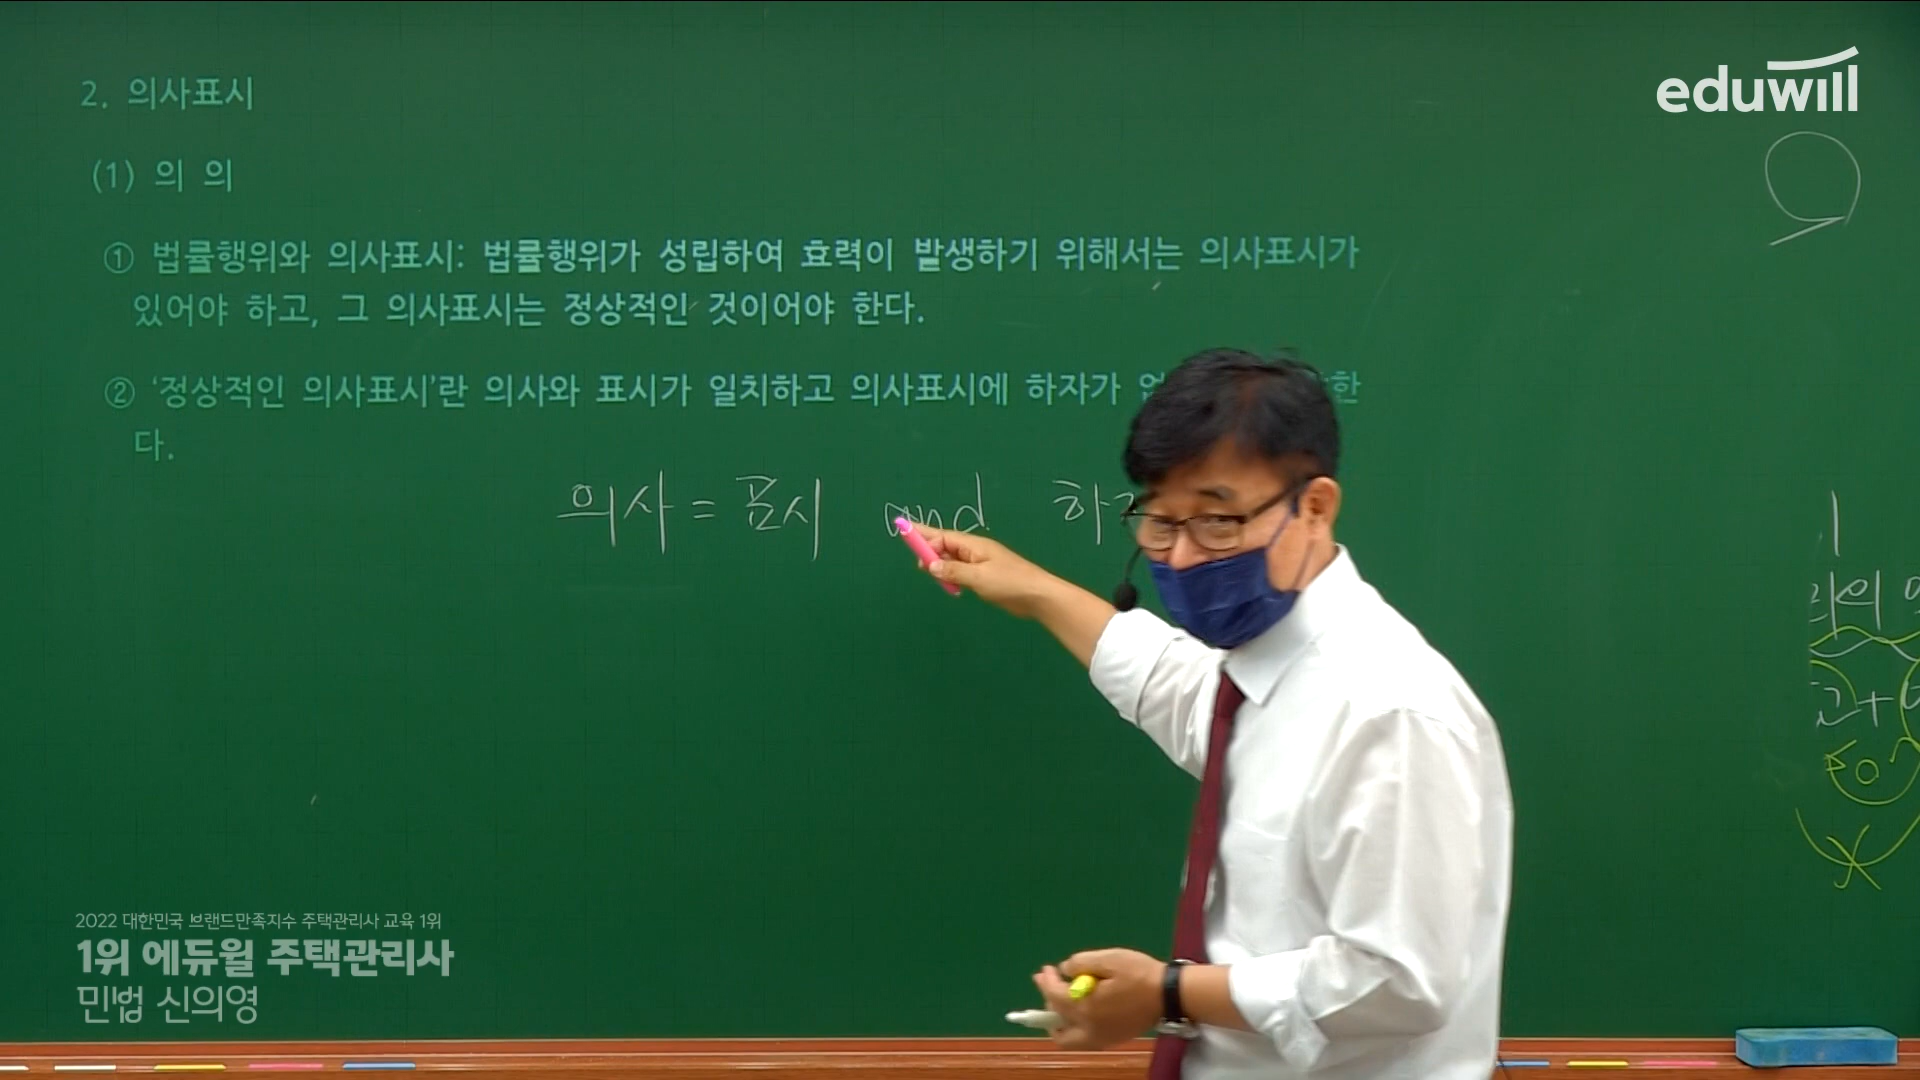 eduwill
2. 의사표시
(1) 의 의
① 법률행위와 의사표시: 법률행위가 성립하여 효력이 발생하기 위해서는 의사표시가
있어야 하고, 그 의사표시는 정상적인 것이어야 한다.
② ‘정상적인 의사표시’란 의사와 표시가 일치하고 의사표시에 하자가 한
다.
의사 = 표시 and 하
2022 대한민국 브랜드만족지수 주택관리사 교육 1위
1위 에듀윌 주택관리사
민법 신의영